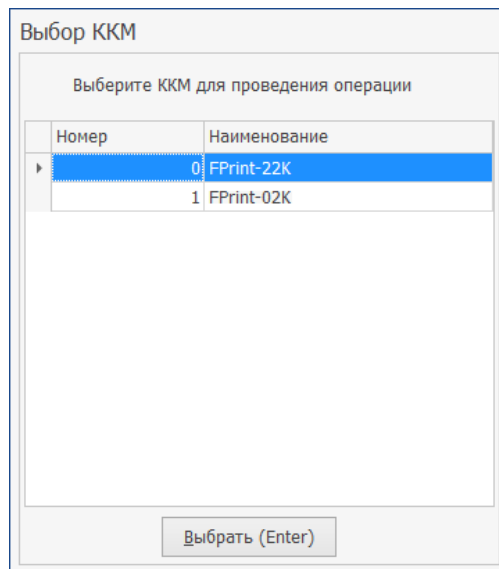 Выбор ККМ
Выберите ККМ для проведения операции
Номер Наименование
0 FPrint-22K
1 FPrint-02K
Выбрать (Enter)